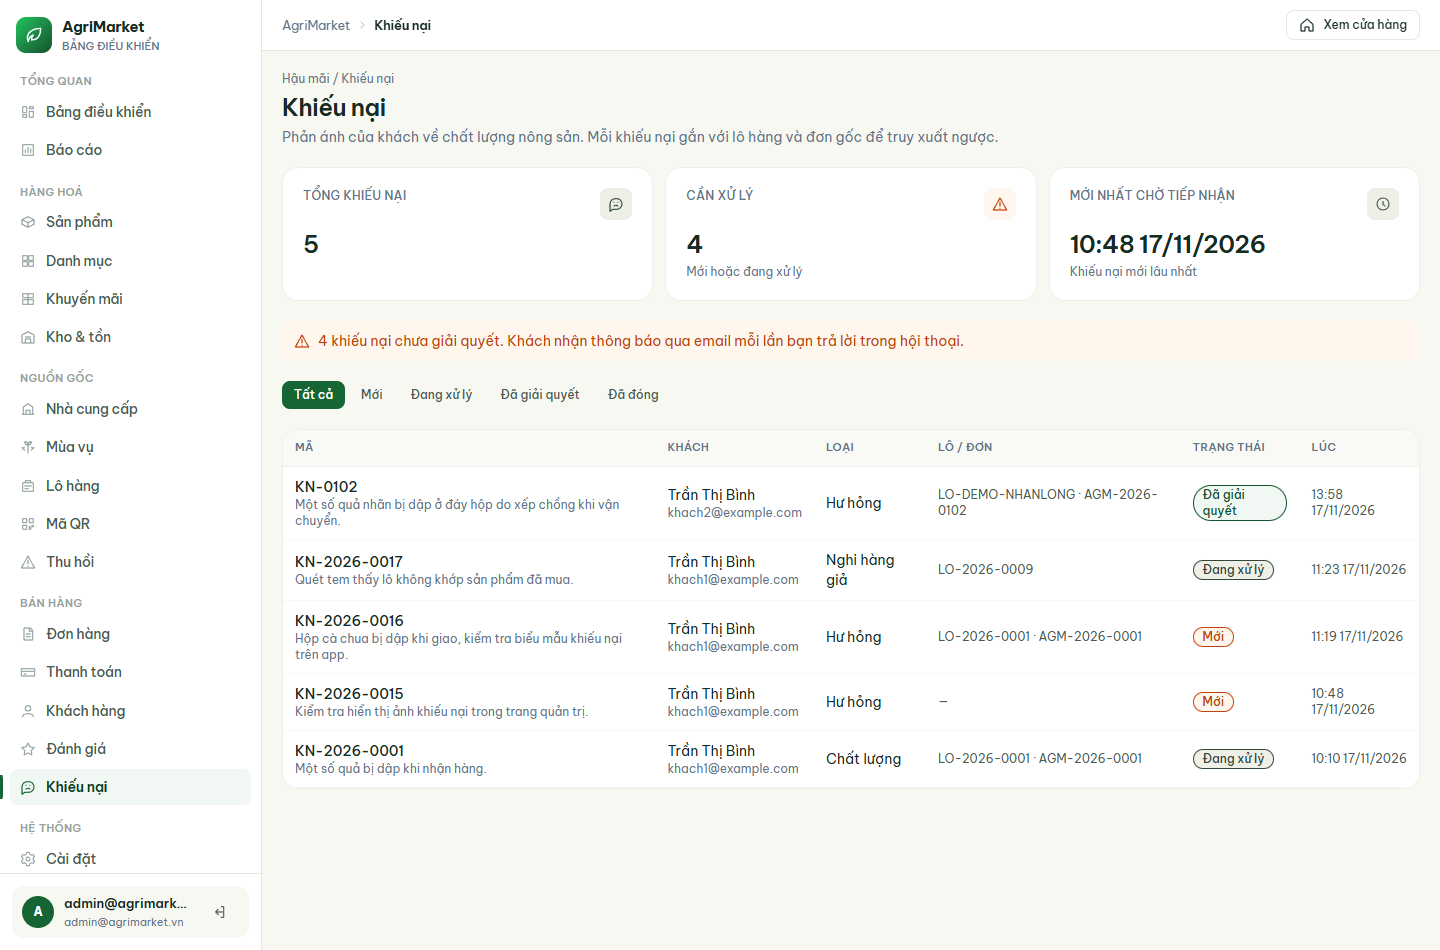 AgriMarket
BẢNG ĐIỀU KHIỂN
TỔNG QUAN
Bảng điều khiển
Báo cáo
HÀNG HOÁ
Sản phẩm
Danh mục
Khuyến mãi
Kho & tồn
NGUỒN GỐC
Nhà cung cấp
Mùa vụ
Lô hàng
Mã QR
Thu hồi
BÁN HÀNG
Đơn hàng
Thanh toán
Khách hàng
Đánh giá
Khiếu nại
HỆ THỐNG
Cài đặt
A
admin@agrimark...
admin@agrimarket.vn
AgriMarket > Khiếu nại
Xem cửa hàng
Hậu mãi / Khiếu nại
Khiếu nại
Phản ánh của khách về chất lượng nông sản. Mỗi khiếu nại gắn với lô hàng và đơn gốc để truy xuất ngược.
TỔNG KHIẾU NẠI
5
CẦN XỬ LÝ
4
Mới hoặc đang xử lý
MỚI NHẤT CHỜ TIẾP NHẬN
10:48 17/11/2026
Khiếu nại mới lâu nhất
4 khiếu nại chưa giải quyết. Khách nhận thông báo qua email mỗi lần bạn trả lời trong hội thoại.
Tất cả Mới Đang xử lý Đã giải quyết Đã đóng
MÃ KHÁCH LOẠI LÔ / ĐƠN TRẠNG THÁI LÚC
KN-0102
Một số quả nhãn bị dập ở đáy hộp do xếp chồng khi vận
chuyển.
Trần Thị Bình
khach2@example.com
Hư hỏng
LO-DEMO-NHANLONG · AGM-2026-
0102
Đã giải
quyết
13:58
17/11/2026
KN-2026-0017
Quét tem thấy lô không khớp sản phẩm đã mua.
Trần Thị Bình
khach1@example.com
Nghi hàng
giả
LO-2026-0009
Đang xử lý
11:23 17/11/2026
KN-2026-0016
Hộp cà chua bị dập khi giao, kiểm tra biểu mẫu khiếu nại
trên app.
Trần Thị Bình
khach1@example.com
Hư hỏng
LO-2026-0001 · AGM-2026-0001
Mới
11:19 17/11/2026
KN-2026-0015
Kiểm tra hiển thị ảnh khiếu nại trong trang quản trị.
Trần Thị Bình
khach1@example.com
Hư hỏng
—
Mới
10:48
17/11/2026
KN-2026-0001
Một số quả bị dập khi nhận hàng.
Trần Thị Bình
khach1@example.com
Chất lượng
LO-2026-0001 · AGM-2026-0001
Đang xử lý
10:10 17/11/2026